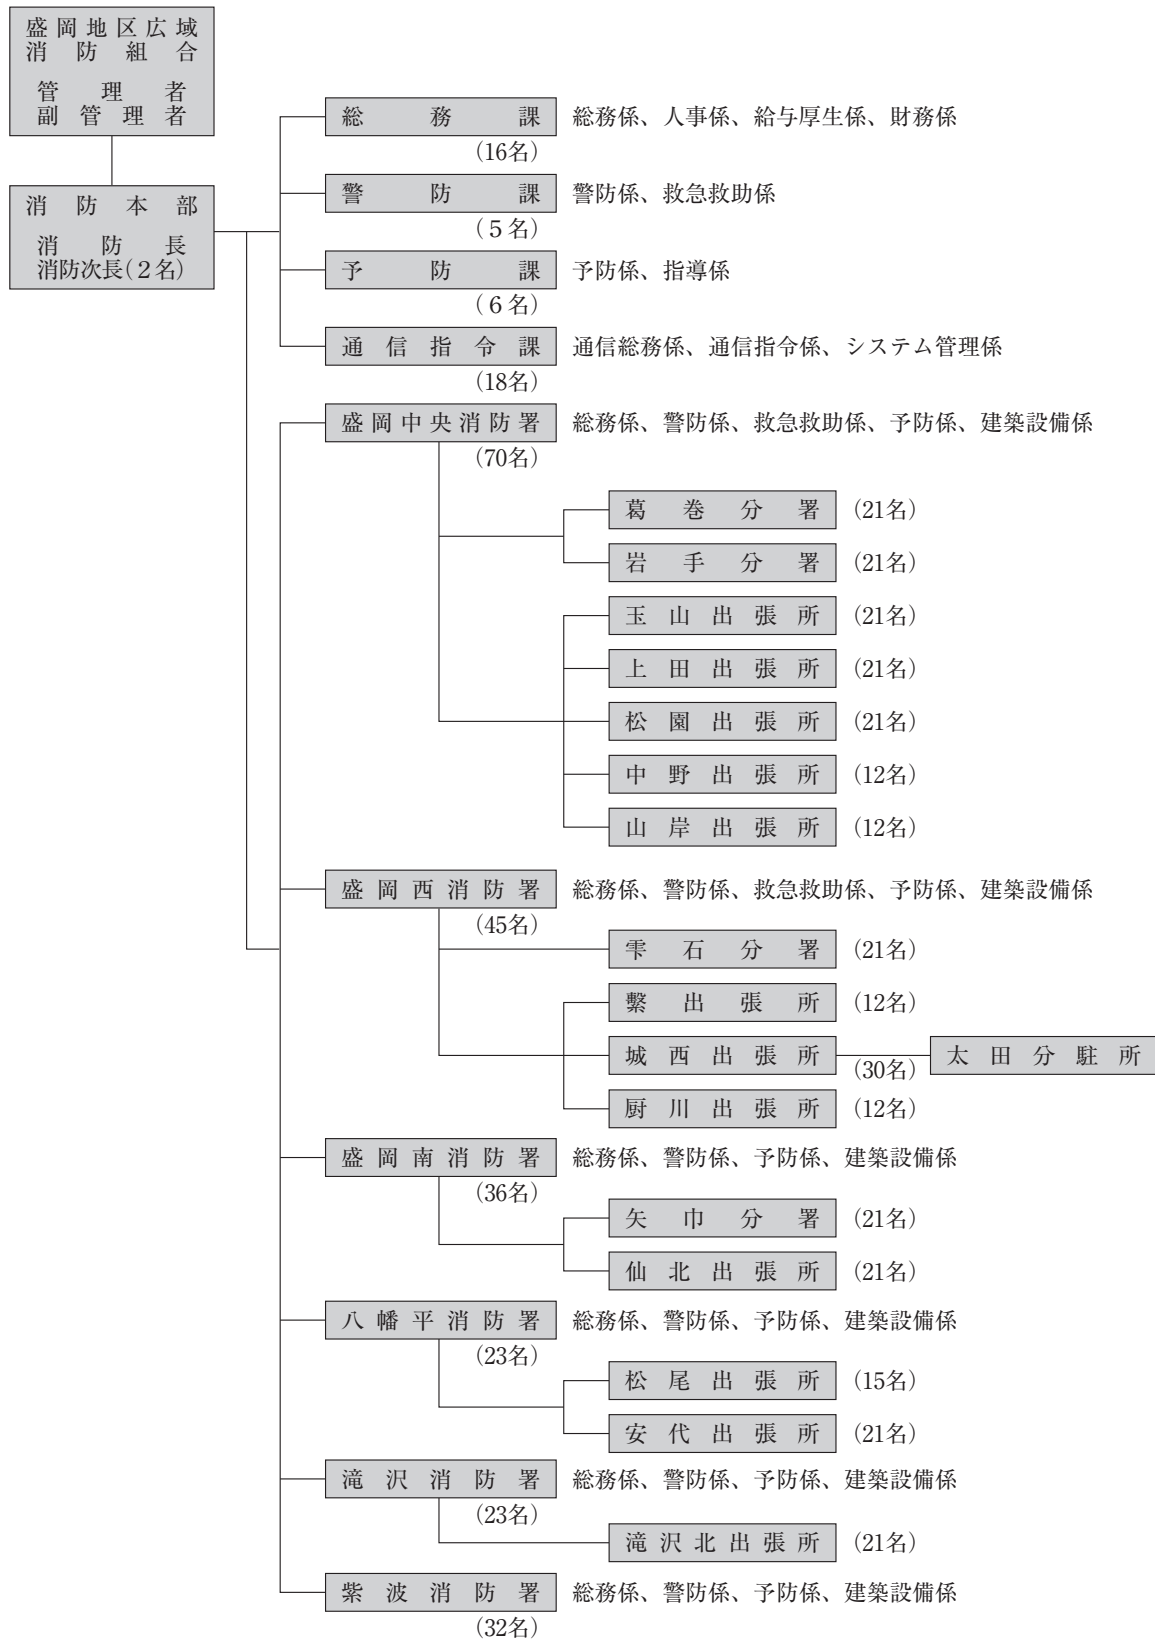 盛岡地区広域
消防組合
管理者
副管理者
消防本部
消防長
消防次長(2名)
総務課 総務係、人事係、給与厚生係、財務係
(16名)
警防課 警防係、救急救助係
(5名)
予防課 予防係、指導係
(6名)
通信指令課 通信総務係、通信指令係、システム管理係
(18名)
盛岡中央消防署 総務係、警防係、救急救助係、予防係、建築設備係
(70名)
葛巻分署 (21名)
岩手分署 (21名)
玉山出張所 (21名)
上田出張所 (21名)
松園出張所 (21名)
中野出張所 (12名)
山岸出張所 (12名)
盛岡西消防署 総務係、警防係、救急救助係、予防係、建築設備係
(45名)
雫石分署 (21名)
繫出張所 (12名)
城西出張所 (30名) 太田分駐所
厨川出張所 (12名)
盛岡南消防署 総務係、警防係、予防係、建築設備係
(36名)
矢巾分署 (21名)
仙北出張所 (21名)
八幡平消防署 総務係、警防係、予防係、建築設備係
(23名)
松尾出張所 (15名)
安代出張所 (21名)
滝沢消防署 総務係、警防係、予防係、建築設備係
(23名)
滝沢北出張所 (21名)
紫波消防署 総務係、警防係、予防係、建築設備係
(32名)